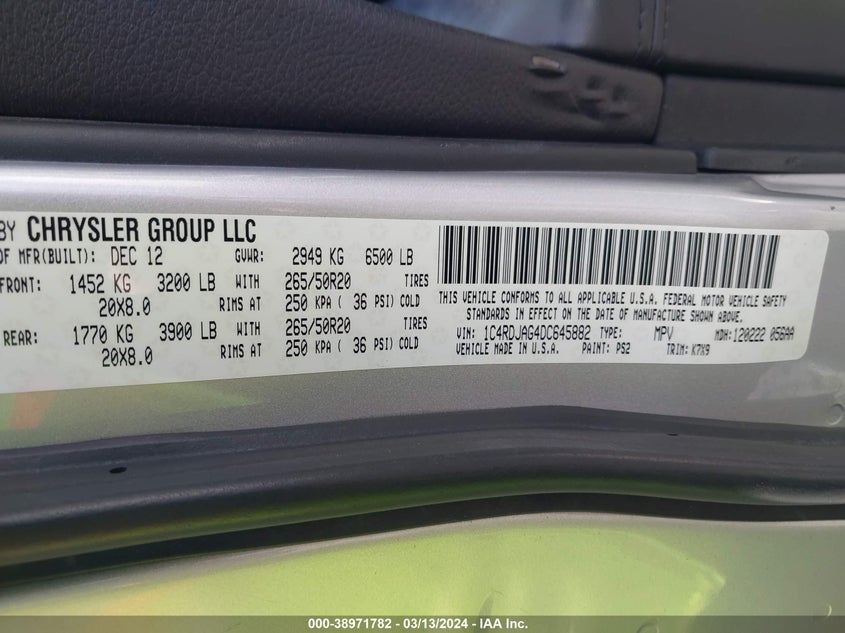 BY CHRYSLER GROUP LLC
OF MFR(BUILT): DEC 12 GVWR: 2949 KG 6500 LB
FRONT: 1452 KG 3200 LB WITH 265/50R20 TIRES
20X8.0 RIMS AT 250 KPA ( 36 PSI) COLD
REAR: 1770 KG 3900 LB WITH 265/50R20 TIRES
20X8.0 RIMS AT 250 KPA ( 36 PSI) COLD
THIS VEHICLE CONFORMS TO ALL APPLICABLE U.S.A. FEDERAL MOTOR VEHICLE SAFETY
STANDARDS IN EFFECT ON THE DATE OF MANUFACTURE SHOWN ABOVE.
VIN: 1C4RDJAG4DC645882 TYPE: MPV MDH: 120222 056AA
VEHICLE MADE IN U.S.A. PAINT: PS2 TRIM: K7X9
000-38971782 - 03/13/2024 - IAA Inc.